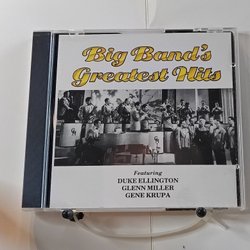 Big Band's
Greatest Hits
Featuring
DUKE ELLINGTON
GLENN MILLER
GENE KRUPA